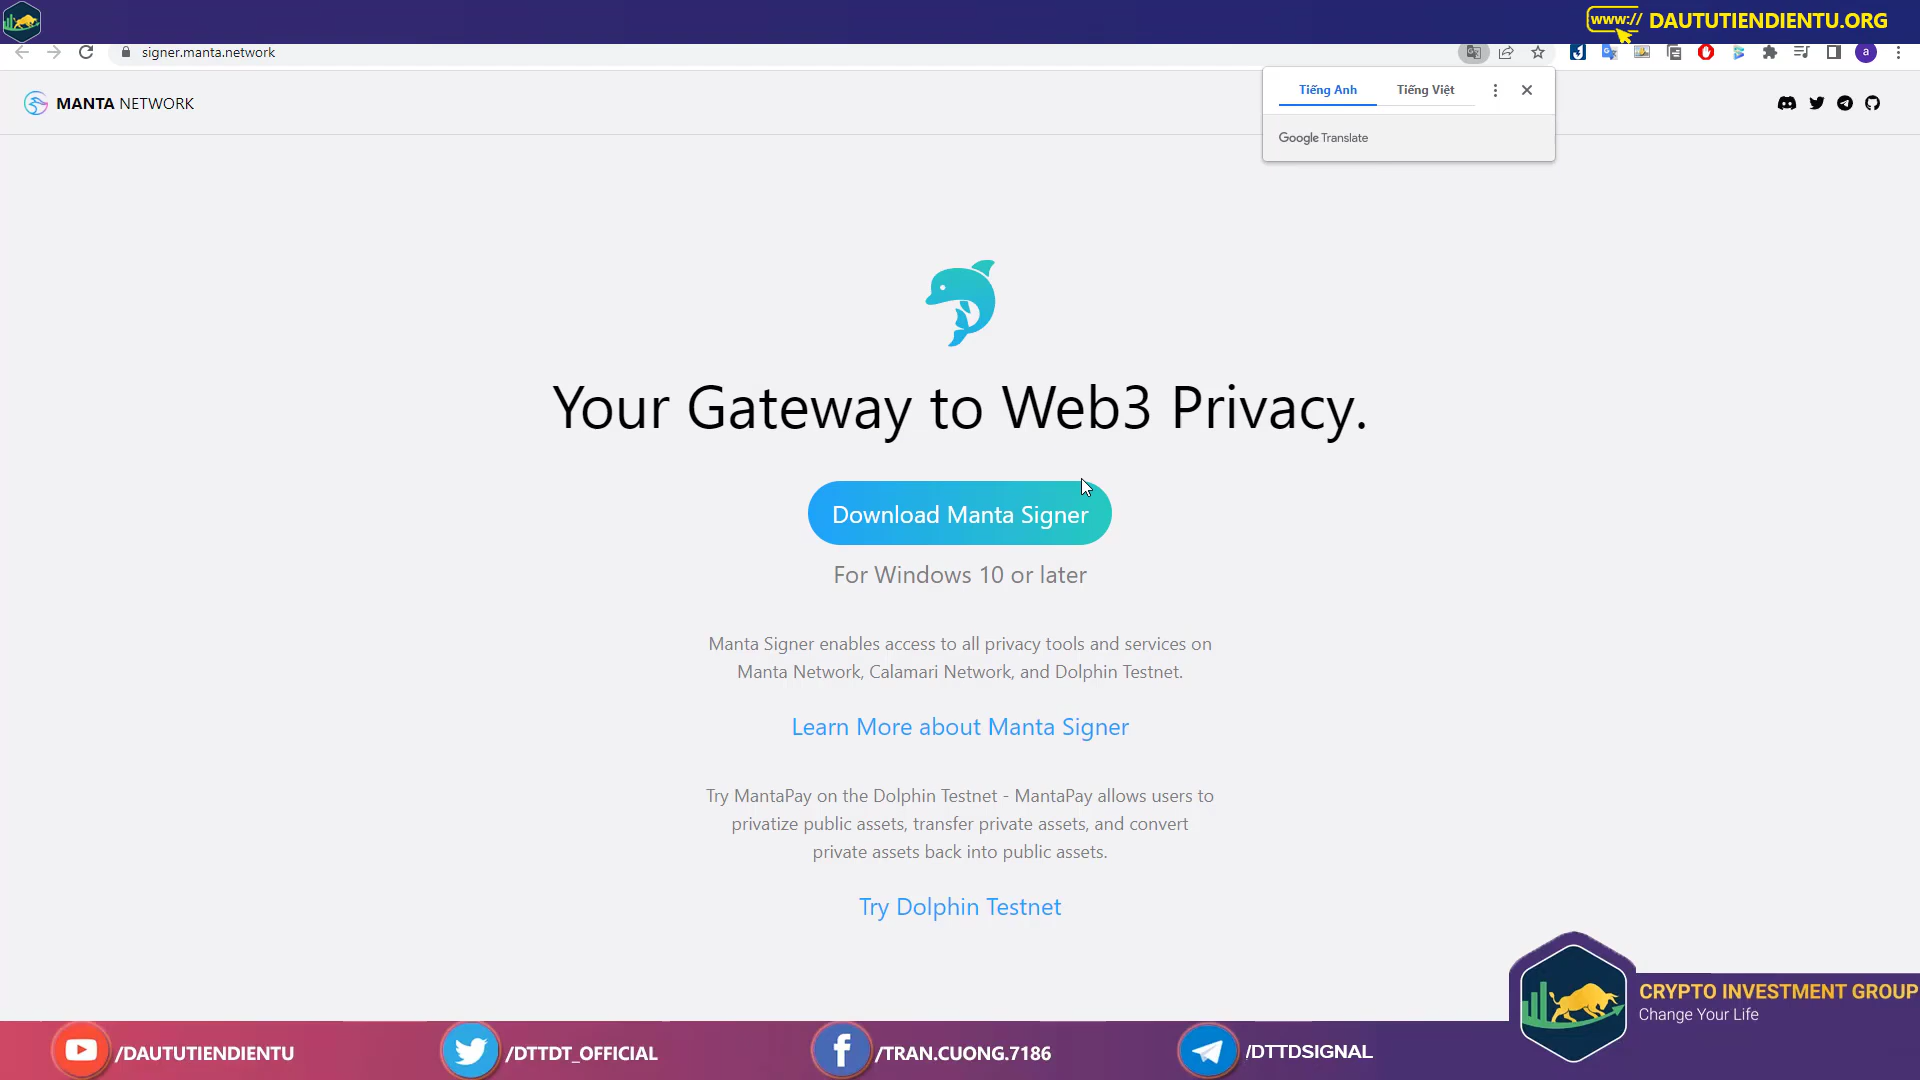 www:// DAUTUTIENDIENTU.ORG
signer.manta.network
a
Tiếng Anh
Tiếng Việt
Google Translate
MANTA NETWORK
Your Gateway to Web3 Privacy.
Download Manta Signer
For Windows 10 or later
Manta Signer enables access to all privacy tools and services on
Manta Network, Calamari Network, and Dolphin Testnet.
Learn More about Manta Signer
Try MantaPay on the Dolphin Testnet - MantaPay allows users to
privatize public assets, transfer private assets, and convert
private assets back into public assets.
Try Dolphin Testnet
CRYPTO INVESTMENT GROUP
Change Your Life
/DAUTUTIENDIENTU
/DTTDT_OFFICIAL
/TRAN.CUONG.7186
/DTTDSIGNAL